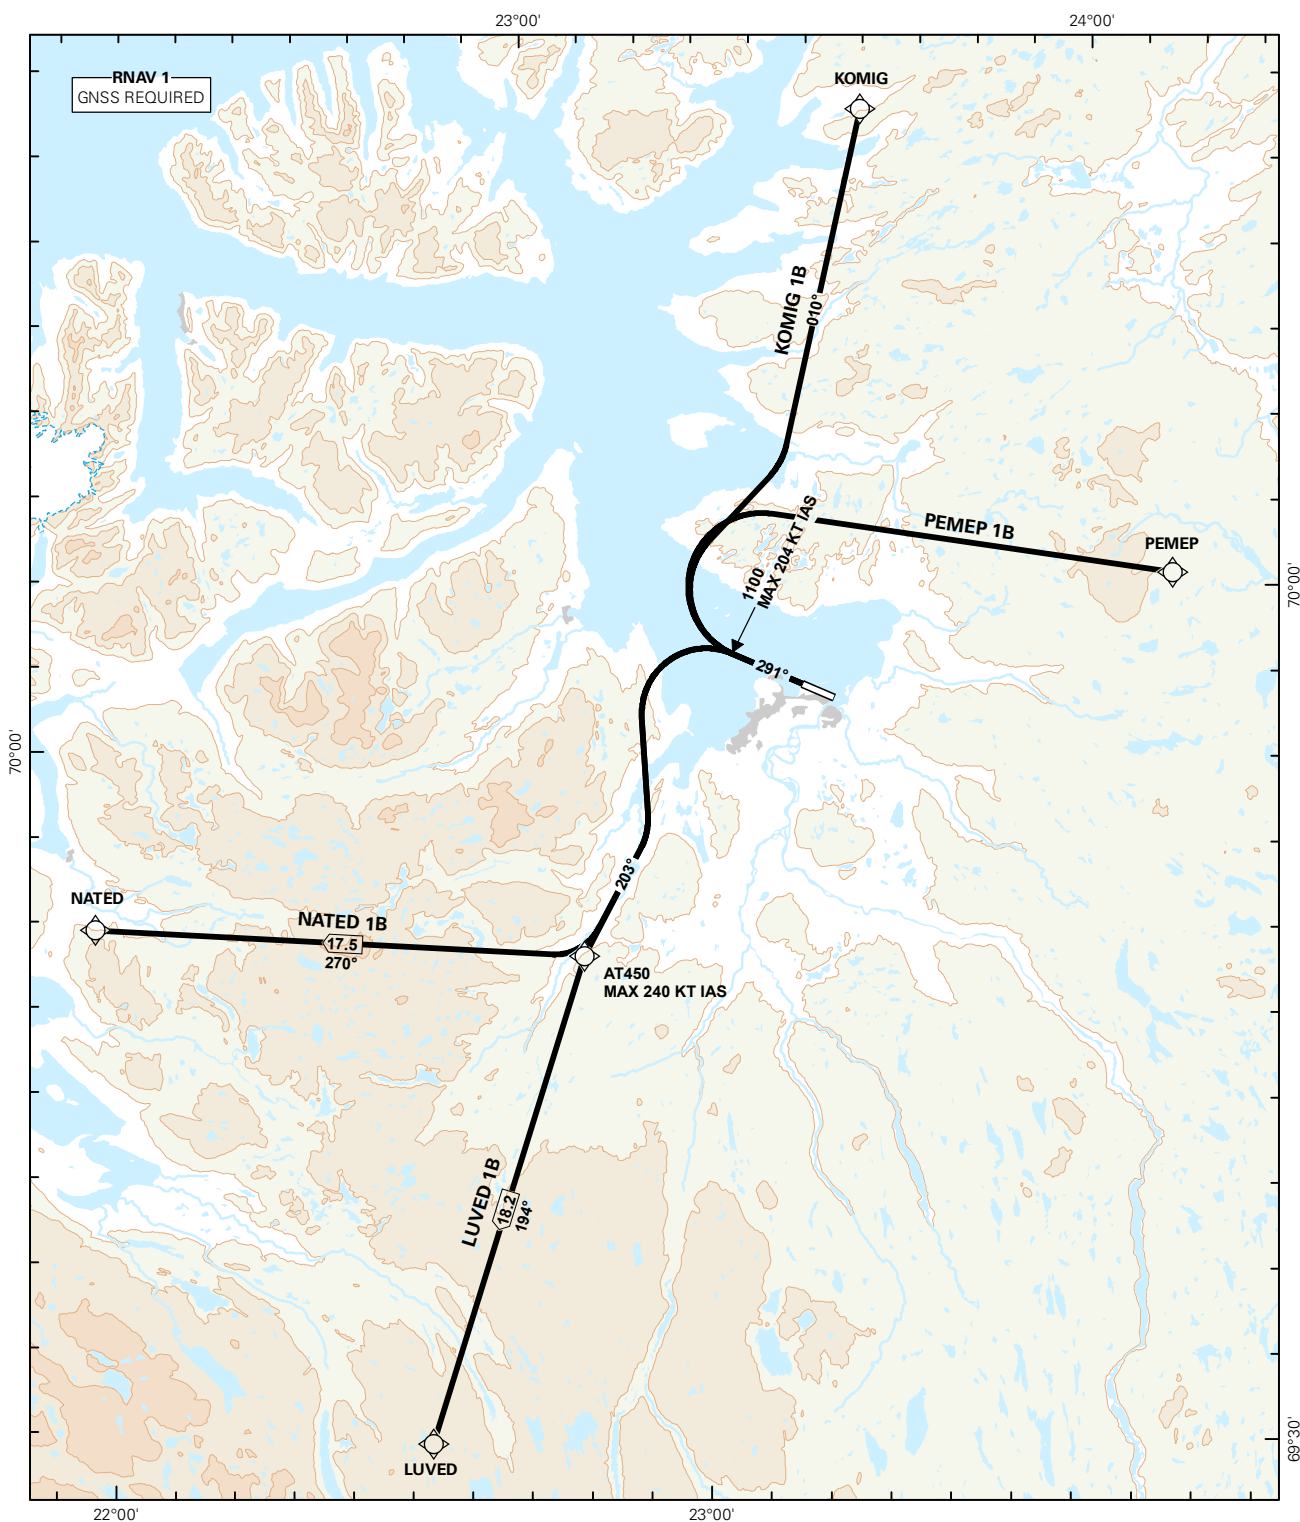 23°00'
24°00'
RNAV 1
GNSS REQUIRED
KOMIG
KOMIG 1B
010°
1100
MAX 204 KT IAS
PEMEP 1B
PEMEP
70°00'
291°
70°00'
203°
NATED
NATED 1B
17.5
270°
AT450
MAX 240 KT IAS
LUVED 1B
18.2
194°
69°30'
LUVED
22°00'
23°00'